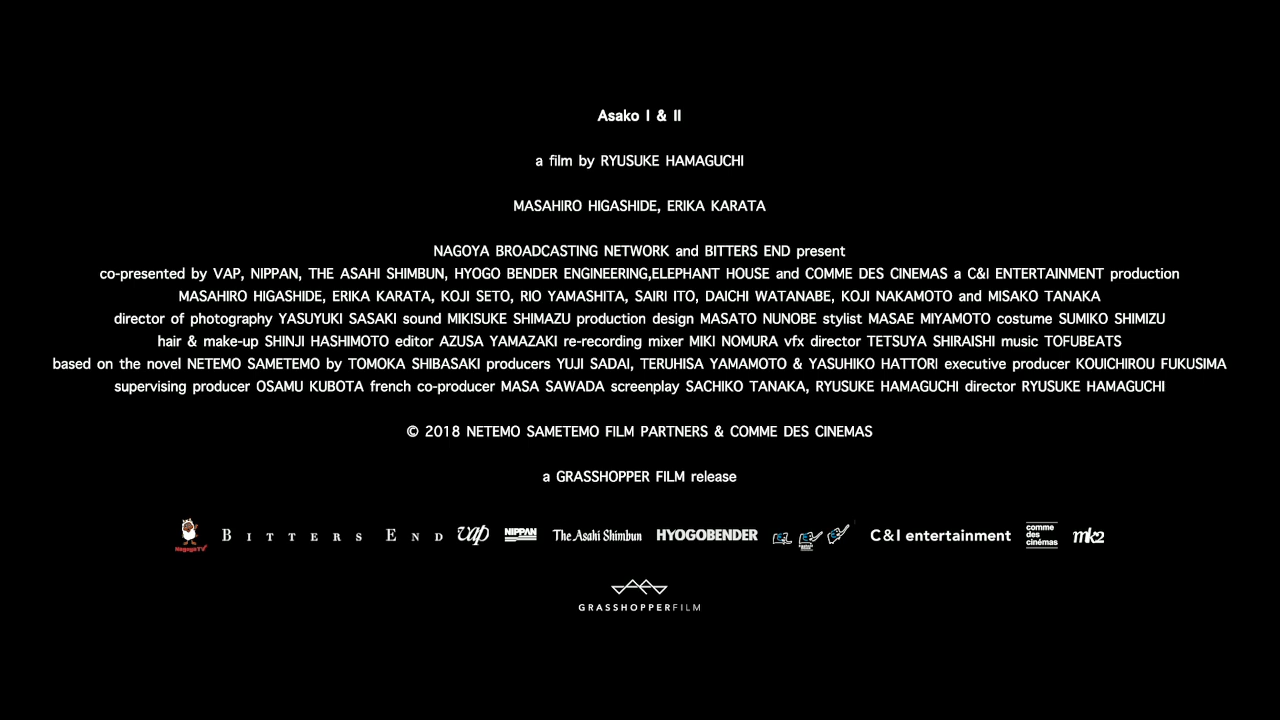 Asako I & II
a film by RYUSUKE HAMAGUCHI
MASAHIRO HIGASHIDE, ERIKA KARATA
NAGOYA BROADCASTING NETWORK and BITTERS END present
co-presented by VAP, NIPPAN, THE ASAHI SHIMBUN, HYOGO BENDER ENGINEERING,ELEPHANT HOUSE and COMME DES CINEMAS a C&I ENTERTAINMENT production
MASAHIRO HIGASHIDE, ERIKA KARATA, KOJI SETO, RIO YAMASHITA, SAIRI ITO, DAICHI WATANABE, KOJI NAKAMOTO and MISAKO TANAKA
director of photography YASUYUKI SASAKI sound MIKISUKE SHIMAZU production design MASATO NUNOBE stylist MASAE MIYAMOTO costume SUMIKO SHIMIZU
hair & make-up SHINJI HASHIMOTO editor AZUSA YAMAZAKI re-recording mixer MIKI NOMURA vfx director TETSUYA SHIRAISHI music TOFUBEATS
based on the novel NETEMO SAMETEMO by TOMOKA SHIBASAKI producers YUJI SADAI, TERUHISA YAMAMOTO & YASUHIKO HATTORI executive producer KOUICHIROU FUKUSIMA
supervising producer OSAMU KUBOTA french co-producer MASA SAWADA screenplay SACHIKO TANAKA, RYUSUKE HAMAGUCHI director RYUSUKE HAMAGUCHI
© 2018 NETEMO SAMETEMO FILM PARTNERS & COMME DES CINEMAS
a GRASSHOPPER FILM release
NagoyaTV BITTERS END vap NIPPAN The Asahi Shimbun HYOGOBENDER C&I entertainment comme des cinémas mk2
GRASSHOPPERFILM